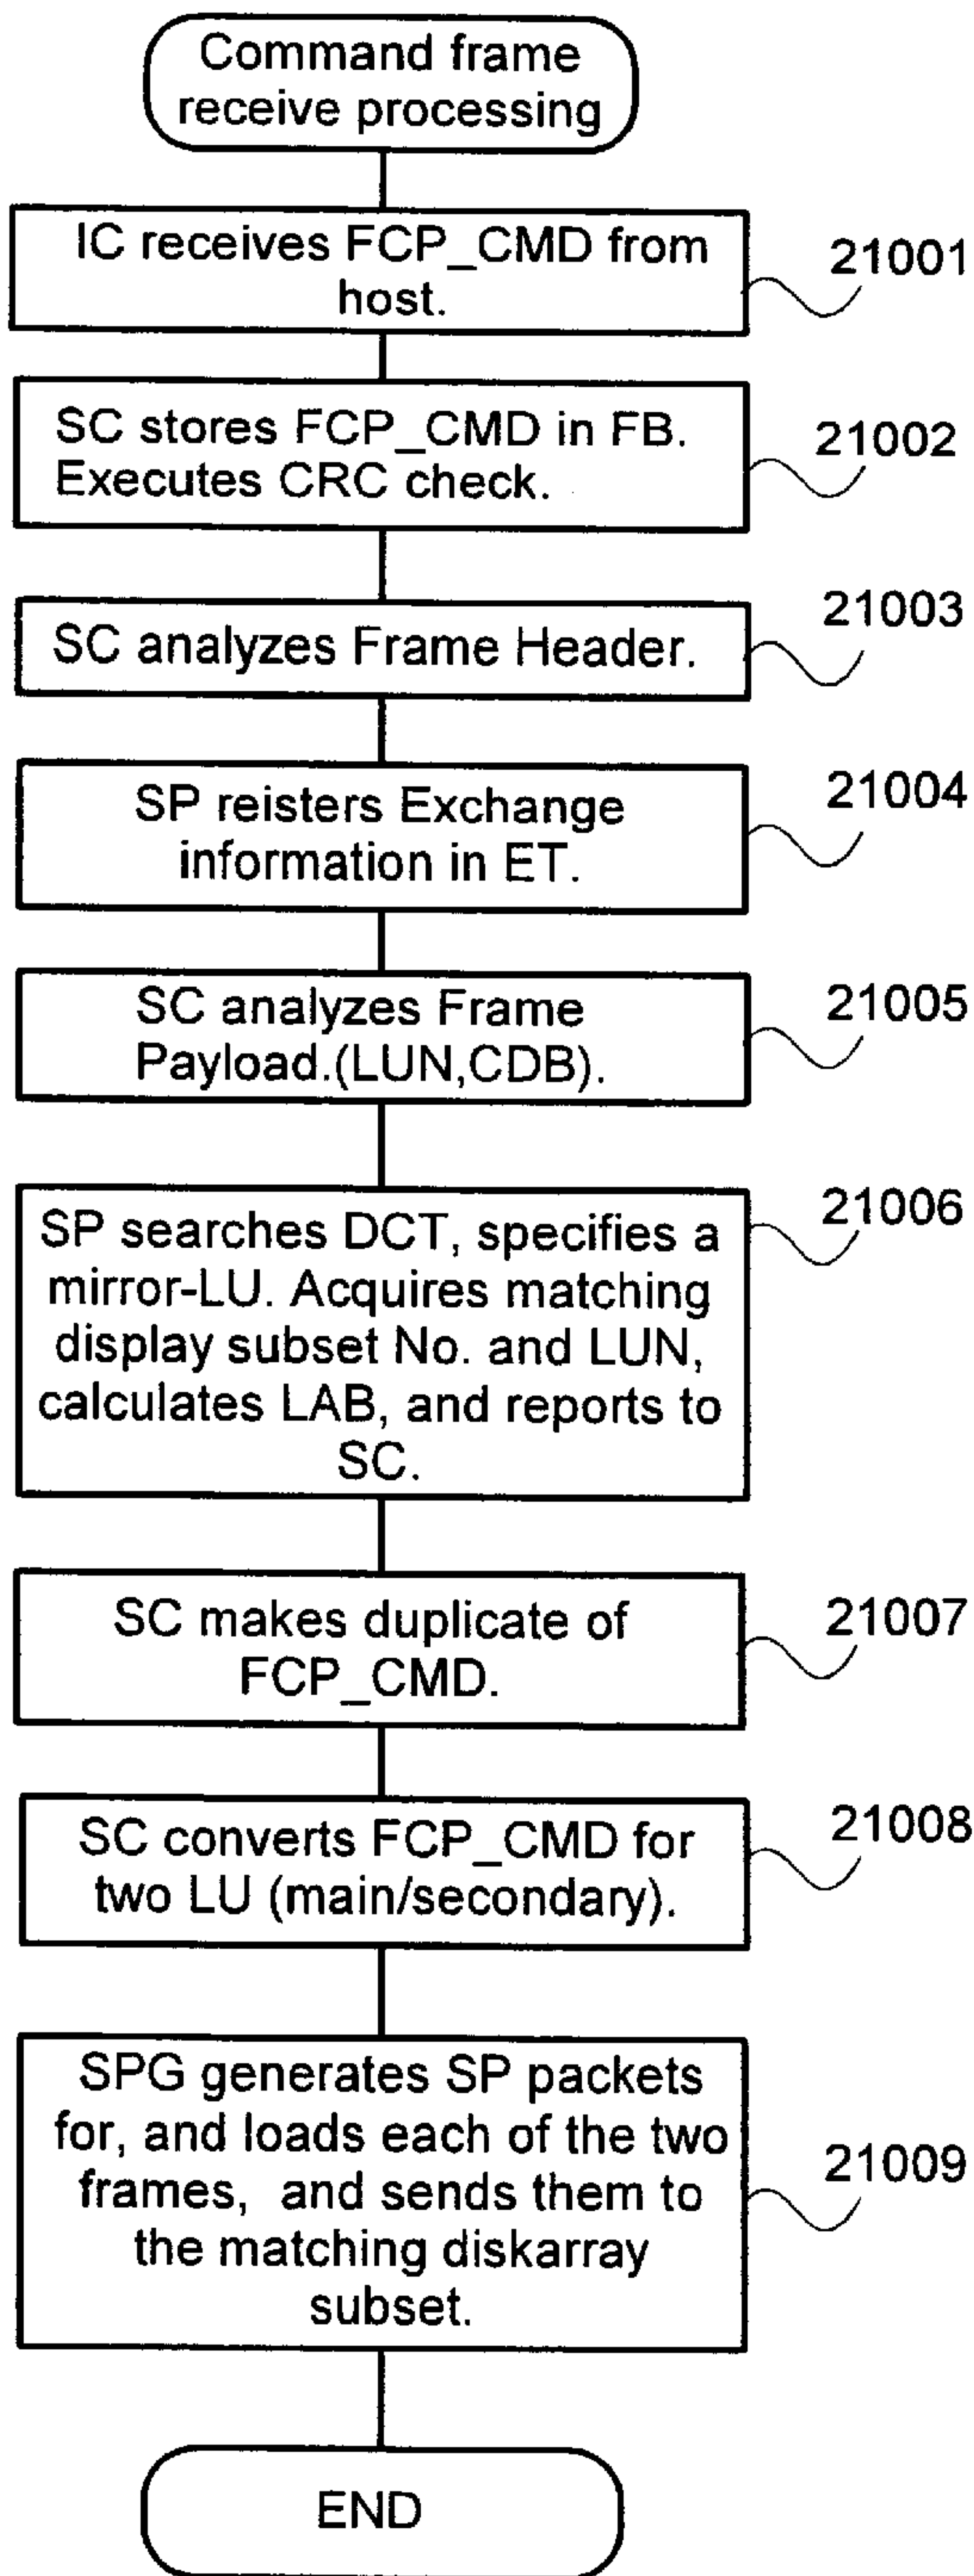 Command frame
receive processing
IC receives FCP_CMD from
host.
21001
SC stores FCP_CMD in FB.
Executes CRC check.
21002
SC analyzes Frame Header.
21003
SP reisters Exchange
information in ET.
21004
SC analyzes Frame
Payload.(LUN,CDB).
21005
SP searches DCT, specifies a
mirror-LU. Acquires matching
display subset No. and LUN,
calculates LAB, and reports to
SC.
21006
SC makes duplicate of
FCP_CMD.
21007
SC converts FCP_CMD for
two LU (main/secondary).
21008
SPG generates SP packets
for, and loads each of the two
frames, and sends them to
the matching diskarray
subset.
21009
END